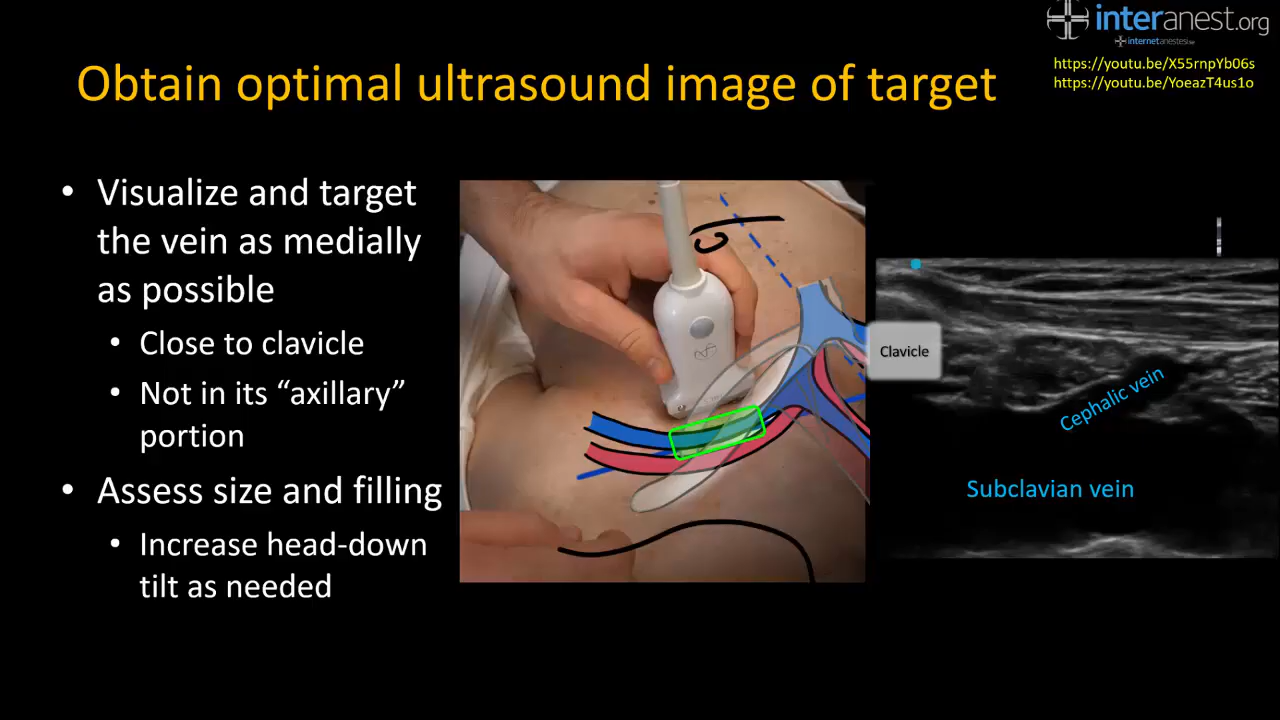 interanest.org
internetanestesi.se
https://youtu.be/X55rnpYb06s
https://youtu.be/YoeazT4us1o
Obtain optimal ultrasound image of target
• Visualize and target
the vein as medially
as possible
• Close to clavicle
• Not in its “axillary”
portion
• Assess size and filling
• Increase head-down
tilt as needed
Clavicle
Cephalic vein
Subclavian vein